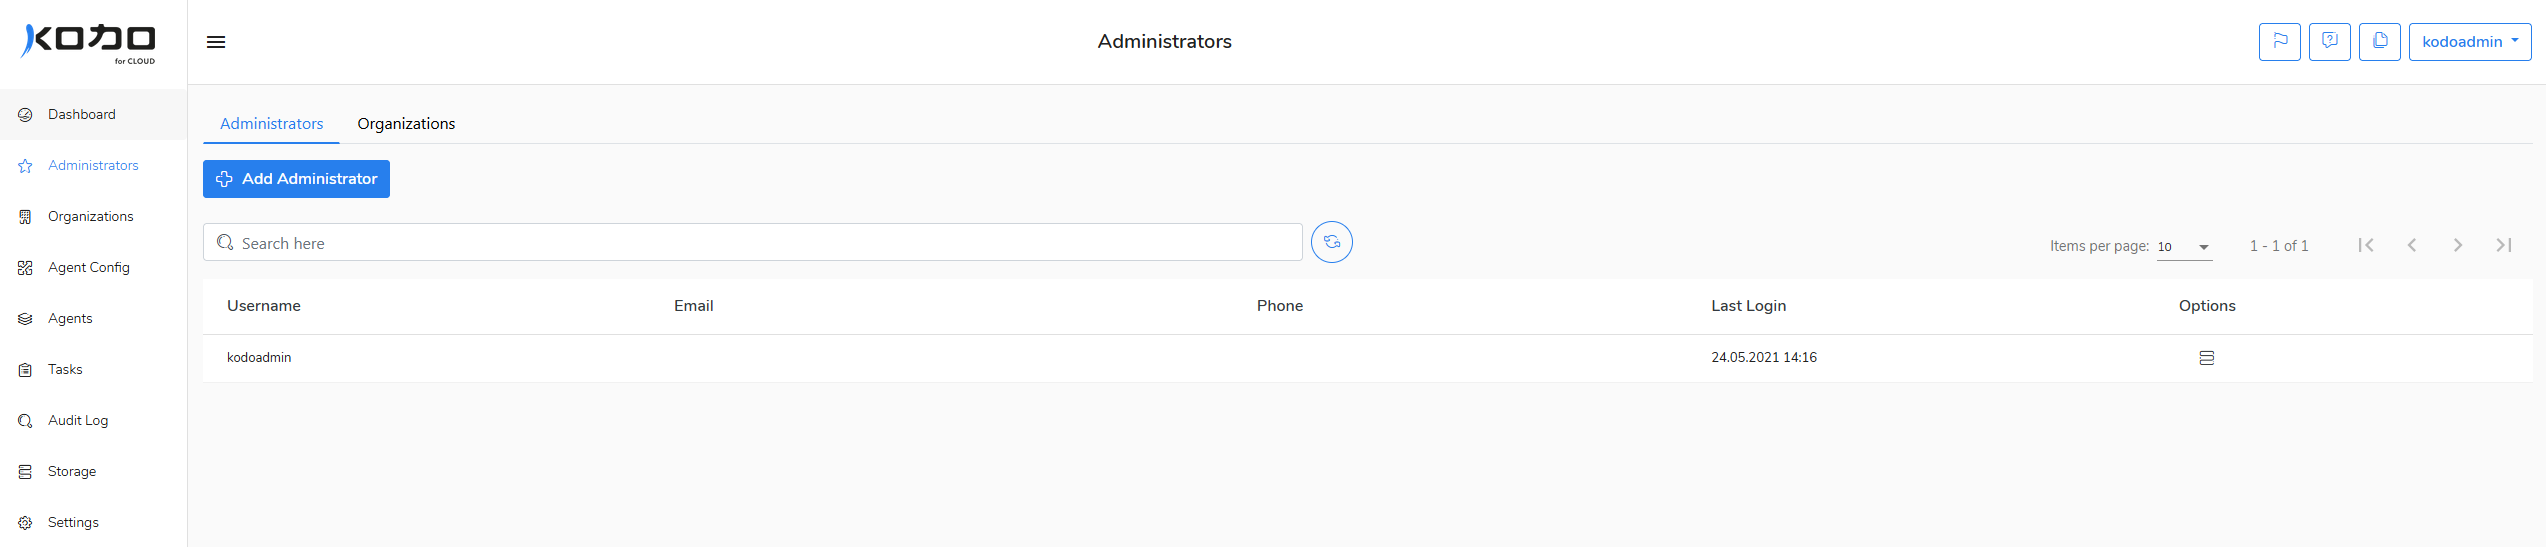 KODO
for CLOUD
Administrators
kodoadmin
Dashboard
Administrators
Organizations
Agent Config
Agents
Tasks
Audit Log
Storage
Settings
Administrators Organizations
Add Administrator
Search here
Items per page: 10 1 - 1 of 1
Username Email Phone Last Login Options
kodoadmin 24.05.2021 14:16